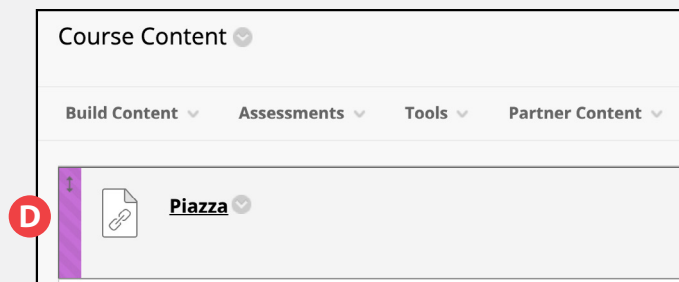 Course Content
Build Content Assessments Tools Partner Content
D
Piazza